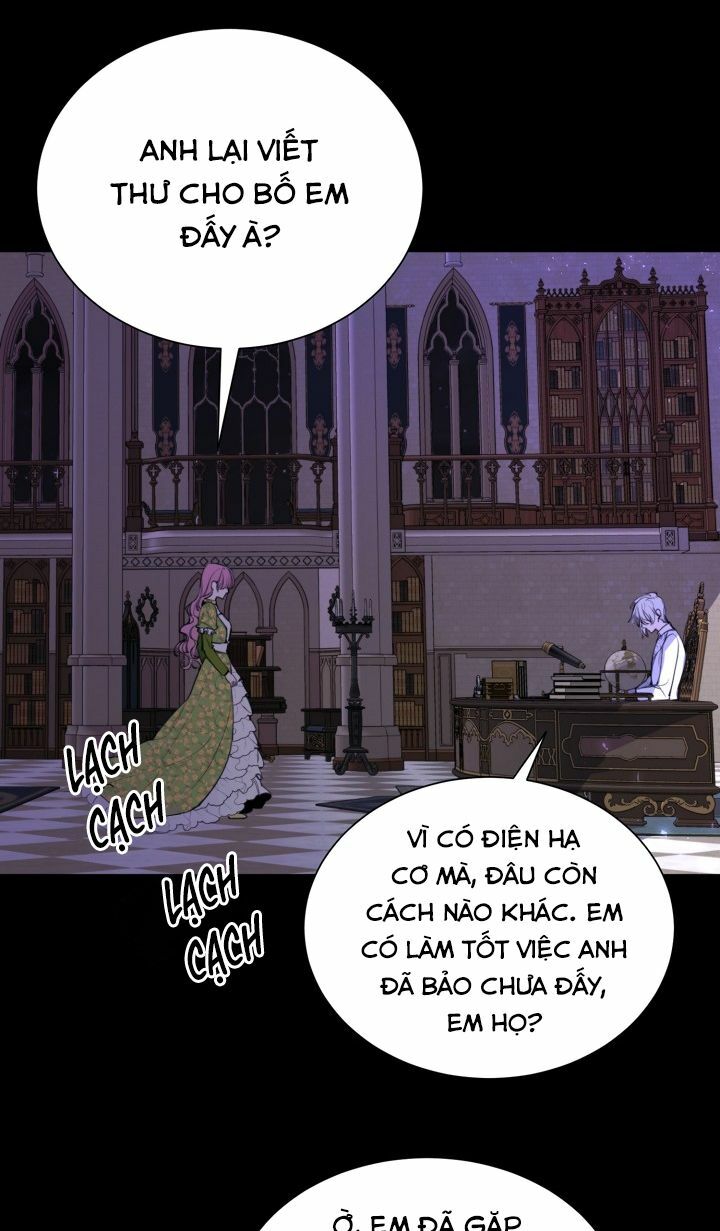 ANH LẠI VIẾT
THƯ CHO BỐ EM
ĐẤY À?
LẠCH
CẠCH
LẠCH
CẠCH
VÌ CÓ ĐIỆN HẠ
CƠ MÀ, ĐÂU CÒN
CÁCH NÀO KHÁC. EM
CÓ LÀM TỐT VIỆC ANH
ĐÃ BẢO CHƯA ĐẤY,
EM HỌ?
Ờ, EM ĐÃ GẶP